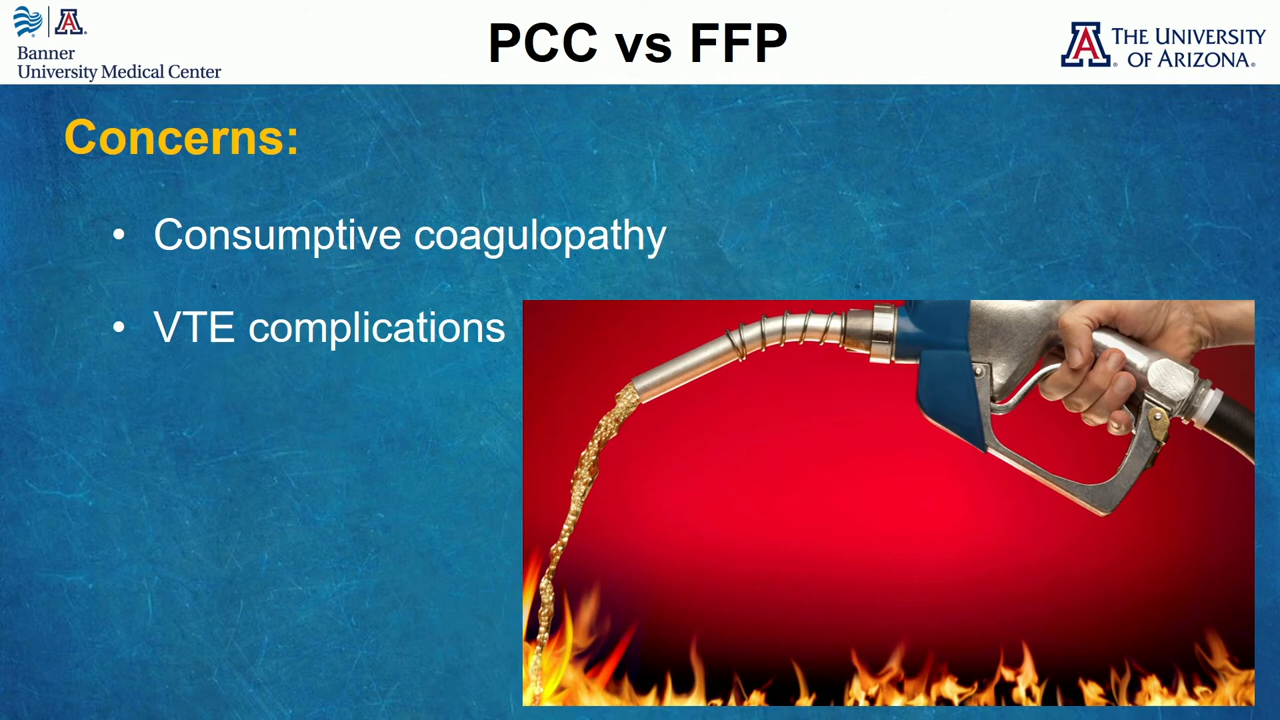 Banner
University Medical Center
PCC vs FFP
A
THE UNIVERSITY
OF ARIZONA
Concerns:
• Consumptive coagulopathy
• VTE complications